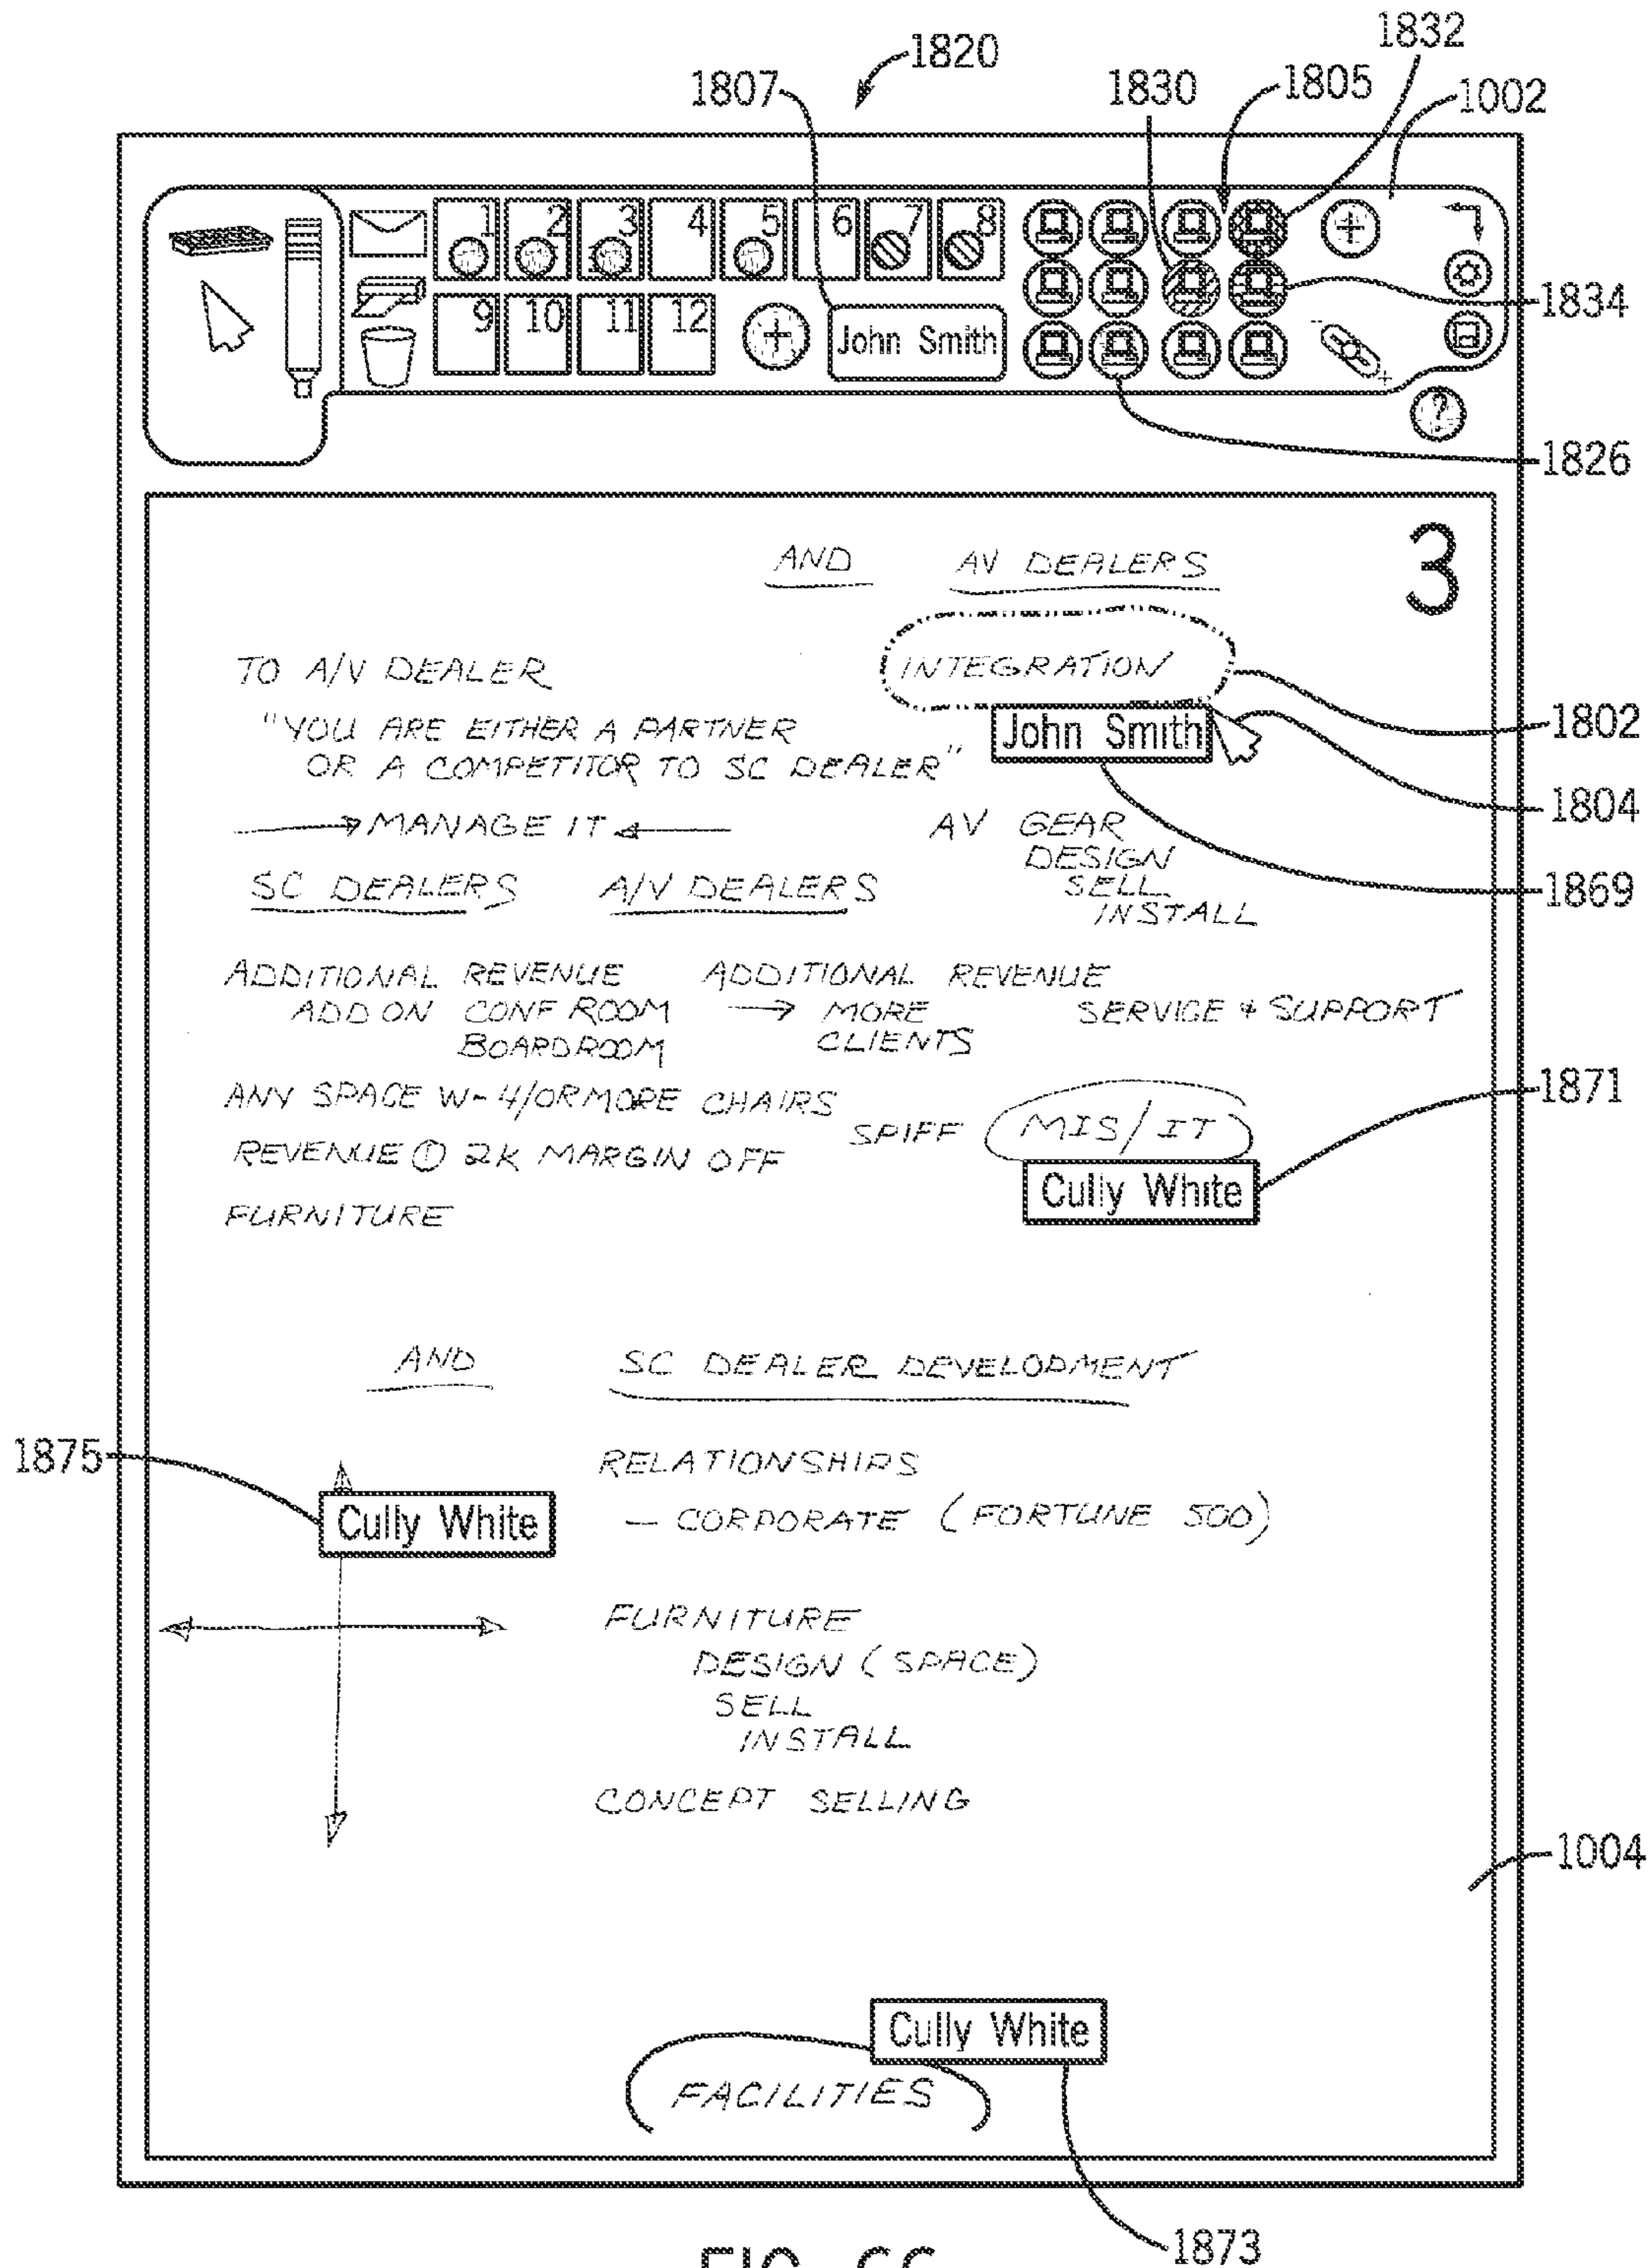 1832
1820
1807
1830
1805
1002
1 2 3 4 5 6 7 8
1834
9 10 11 12
John Smith
?
1826
3
AND AV DEALERS
TO A/V DEALER
INTEGRATION
"YOU ARE EITHER A PARTNER
OR A COMPETITOR TO SC DEALER"
John Smith
1802
1804
MANAGE IT
AV GEAR
DESIGN
SELL
INSTALL
1869
SC DEALERS A/V DEALERS
ADDITIONAL REVENUE ADDITIONAL REVENUE
ADD ON CONF ROOM → MORE SERVICE & SUPPORT
BOARDROOM CLIENTS
ANY SPACE W- 4/OR MORE CHAIRS
SPIFF (MIS/IT)
1871
REVENUE @ 2K MARGIN OFF
Cully White
FURNITURE
AND SC DEALER DEVELOPMENT
1875
RELATIONSHIPS
Cully White
— CORPORATE (FORTUNE 500)
FURNITURE
DESIGN (SPACE)
SELL
INSTALL
CONCEPT SELLING
1004
Cully White
FACILITIES
1873
FIG. 66